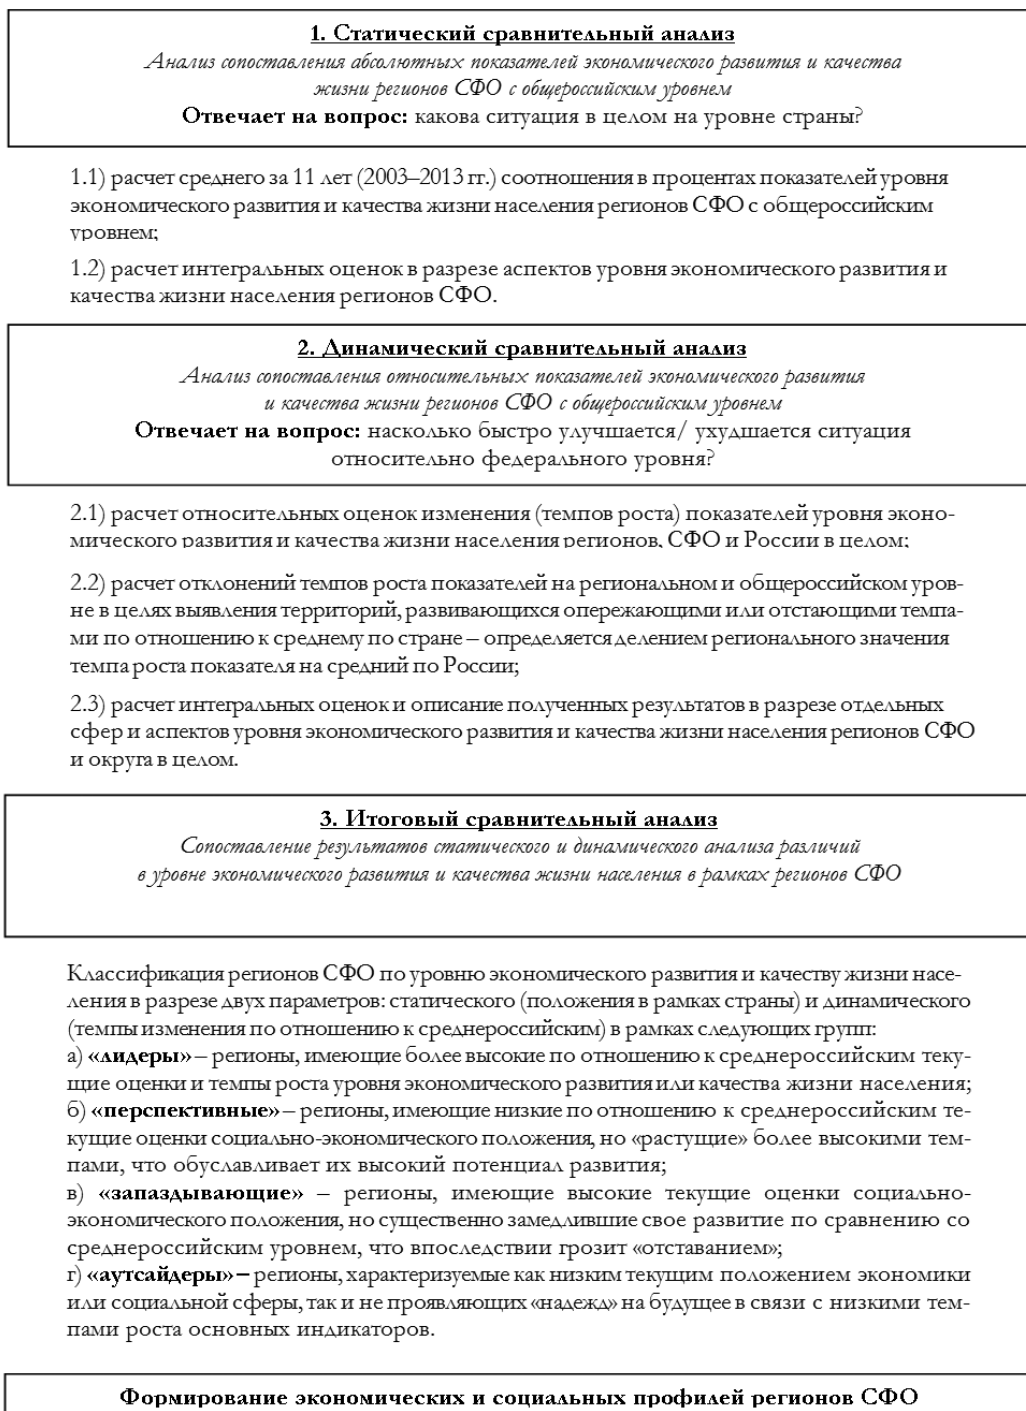 1. Статический сравнительный анализ
Анализ сопоставления абсолютных показателей экономического развития и качества
жизни регионов СФО с общероссийским уровнем
Отвечает на вопрос: какова ситуация в целом на уровне страны?
1.1) расчет среднего за 11 лет (2003–2013 гг.) соотношения в процентах показателей уровня
экономического развития и качества жизни населения регионов СФО с общероссийским
уровнем;
1.2) расчет интегральных оценок в разрезе аспектов уровня экономического развития и
качества жизни населения регионов СФО.
2. Динамический сравнительный анализ
Анализ сопоставления относительных показателей экономического развития
и качества жизни регионов СФО с общероссийским уровнем
Отвечает на вопрос: насколько быстро улучшается/ ухудшается ситуация
относительно федерального уровня?
2.1) расчет относительных оценок изменения (темпов роста) показателей уровня эконо-
мического развития и качества жизни населения регионов, СФО и России в целом;
2.2) расчет отклонений темпов роста показателей на региональном и общероссийском уров-
не в целях выявления территорий, развивающихся опережающими или отстающими темпа-
ми по отношению к среднему по стране – определяется делением регионального значения
темпа роста показателя на средний по России;
2.3) расчет интегральных оценок и описание полученных результатов в разрезе отдельных
сфер и аспектов уровня экономического развития и качества жизни населения регионов СФО
и округа в целом.
3. Итоговый сравнительный анализ
Сопоставление результатов статического и динамического анализа различий
в уровне экономического развития и качества жизни населения в рамках регионов СФО
Классификация регионов СФО по уровню экономического развития и качеству жизни насе-
ления в разрезе двух параметров: статического (положения в рамках страны) и динамического
(темпы изменения по отношению к среднероссийским) в рамках следующих групп:
а) «лидеры» – регионы, имеющие более высокие по отношению к среднероссийским теку-
щие оценки и темпы роста уровня экономического развития или качества жизни населения;
б) «перспективные» – регионы, имеющие низкие по отношению к среднероссийским те-
кущие оценки социально-экономического положения, но «растущие» более высокими тем-
пами, что обуславливает их высокий потенциал развития;
в) «запаздывающие» – регионы, имеющие высокие текущие оценки социально-
экономического положения, но существенно замедлившие свое развитие по сравнению со
среднероссийским уровнем, что впоследствии грозит «отставанием»;
г) «аутсайдеры» – регионы, характеризуемые как низким текущим положением экономики
или социальной сферы, так и не проявляющих «надежд» на будущее в связи с низкими тем-
пами роста основных индикаторов.
Формирование экономических и социальных профилей регионов СФО